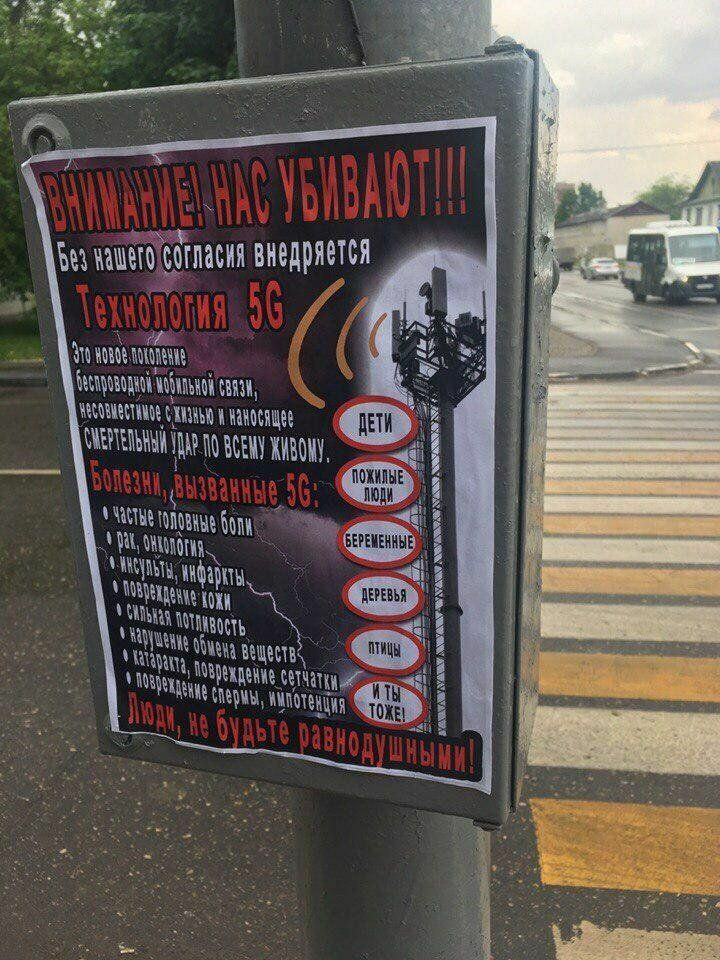 ВНИМАНИЕ! НАС УБИВАЮТ!!!
Без нашего согласия внедряется
Технология 5G
Это новое поколение
беспроводной мобильной связи,
несовместимое с жизнью и наносящее
СМЕРТЕЛЬНЫЙ УДАР ПО ВСЕМУ ЖИВОМУ.
Болезни, вызванные 5G:
• частые головные боли
• рак, онкология
• инсульты, инфаркты
• повреждение кожи
• сильная потливость
• нарушение обмена веществ
• катаракта, повреждение сетчатки
• повреждение спермы, импотенция
ДЕТИ
ПОЖИЛЫЕ
ЛЮДИ
БЕРЕМЕННЫЕ
ДЕРЕВЬЯ
ПТИЦЫ
И ТЫ
ТОЖЕ!
Люди, не будьте равнодушными!